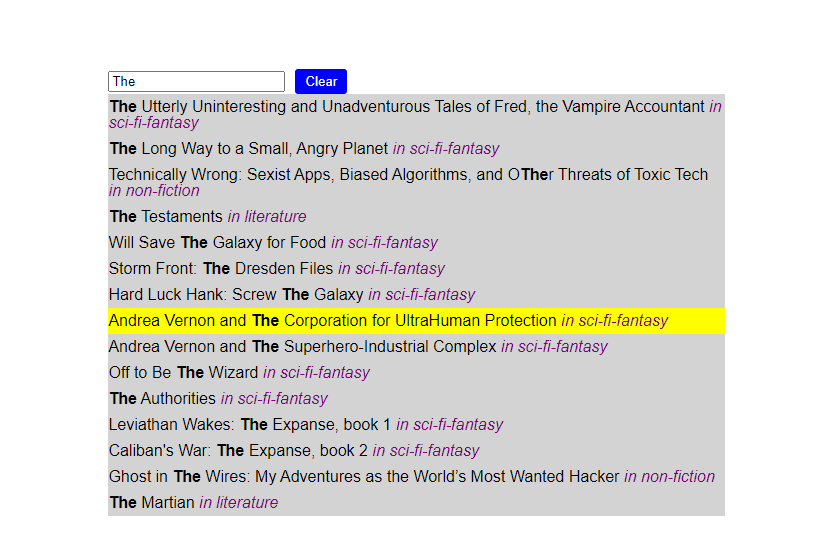 The Clear
The Utterly Uninteresting and Unadventurous Tales of Fred, the Vampire Accountant in
sci-fi-fantasy
The Long Way to a Small, Angry Planet in sci-fi-fantasy
Technically Wrong: Sexist Apps, Biased Algorithms, and OTher Threats of Toxic Tech
in non-fiction
The Testaments in literature
Will Save The Galaxy for Food in sci-fi-fantasy
Storm Front: The Dresden Files in sci-fi-fantasy
Hard Luck Hank: Screw The Galaxy in sci-fi-fantasy
Andrea Vernon and The Corporation for UltraHuman Protection in sci-fi-fantasy
Andrea Vernon and The Superhero-Industrial Complex in sci-fi-fantasy
Off to Be The Wizard in sci-fi-fantasy
The Authorities in sci-fi-fantasy
Leviathan Wakes: The Expanse, book 1 in sci-fi-fantasy
Caliban's War: The Expanse, book 2 in sci-fi-fantasy
Ghost in The Wires: My Adventures as the World’s Most Wanted Hacker in non-fiction
The Martian in literature